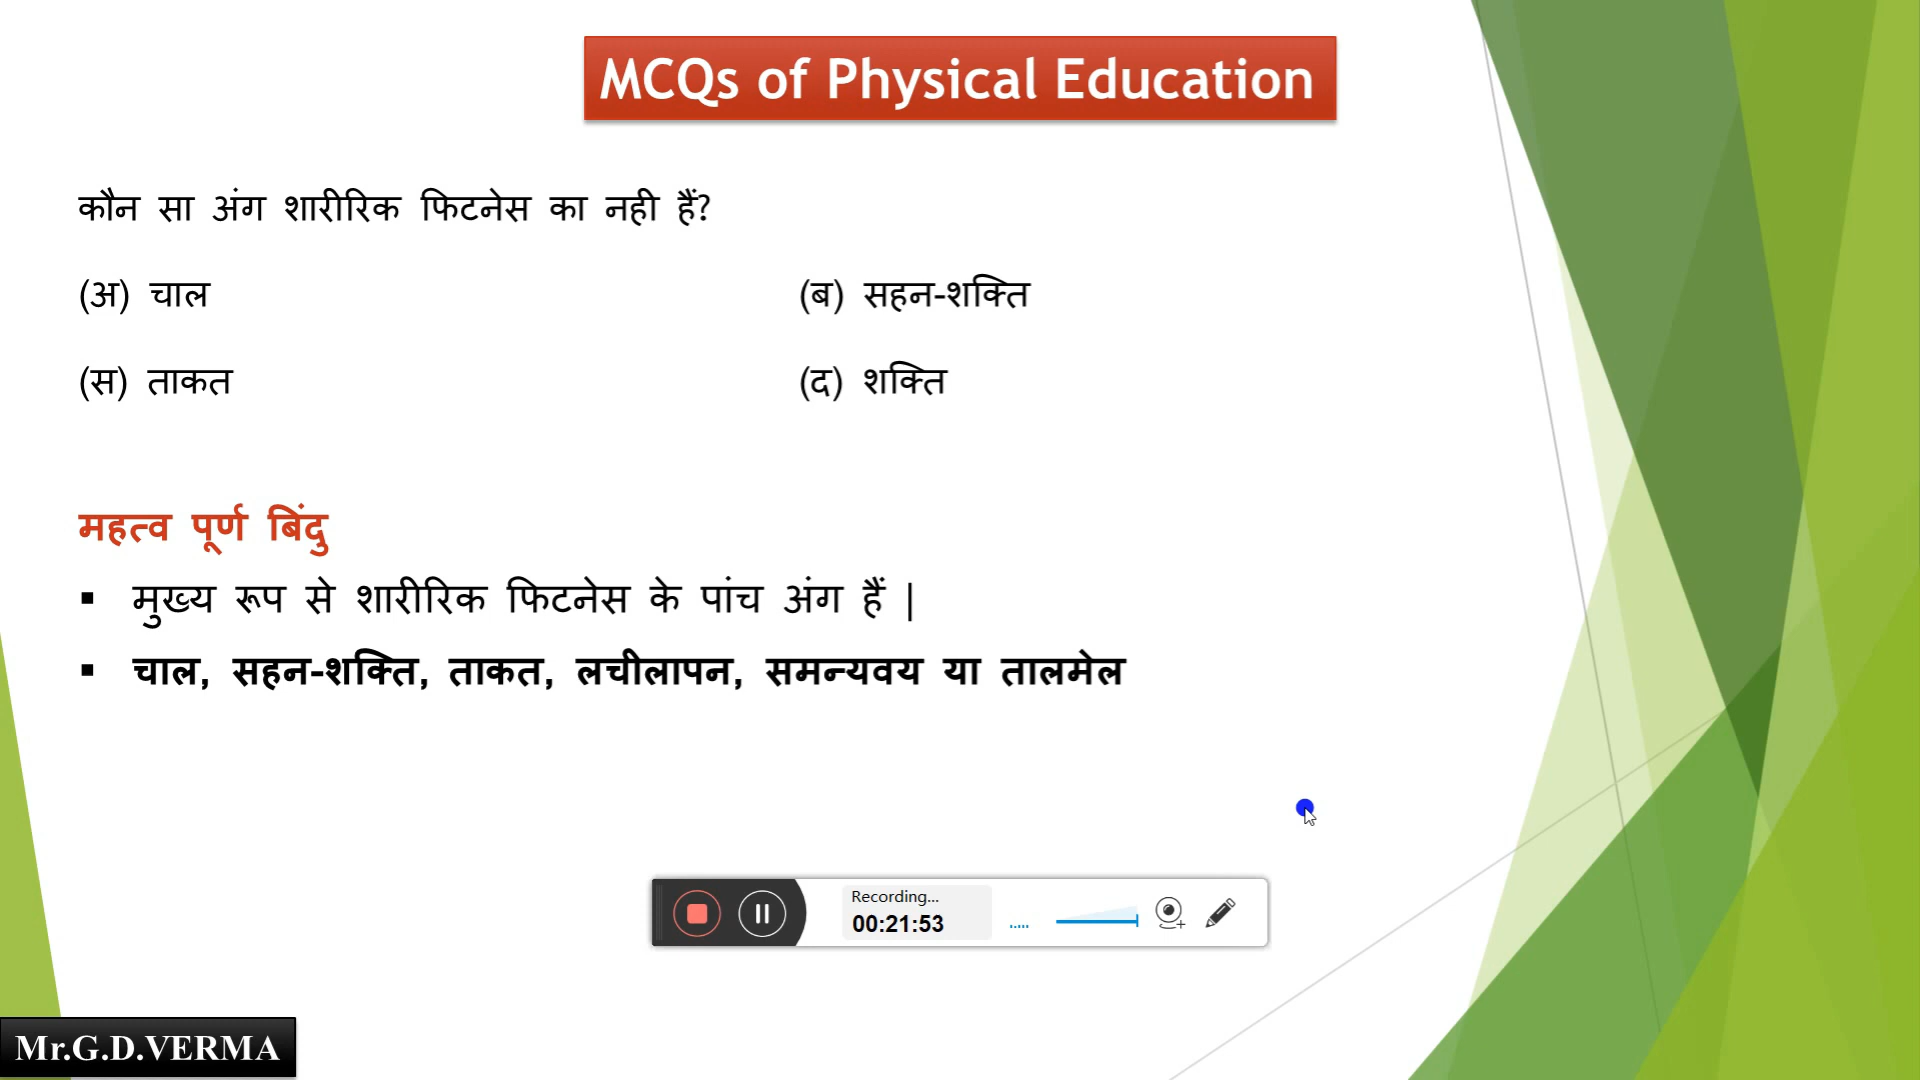 MCQs of Physical Education
कौन सा अंग शारीरिक फिटनेस का नही हैं?
(अ) चाल (ब) सहन-शक्ति
(स) ताकत (द) शक्ति
महत्व पूर्ण बिंदु
▪ मुख्य रूप से शारीरिक फिटनेस के पांच अंग हैं |
▪ चाल, सहन-शक्ति, ताकत, लचीलापन, समन्यवय या तालमेल
Recording...
00:21:53
Mr.G.D.VERMA